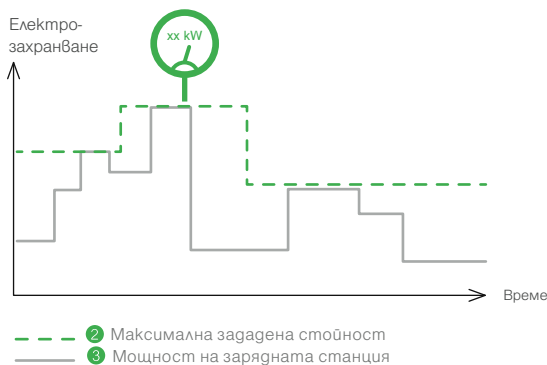 Електро-
захранване
xx kW
Време
2 Максимална зададена стойност
3 Мощност на зарядната станция